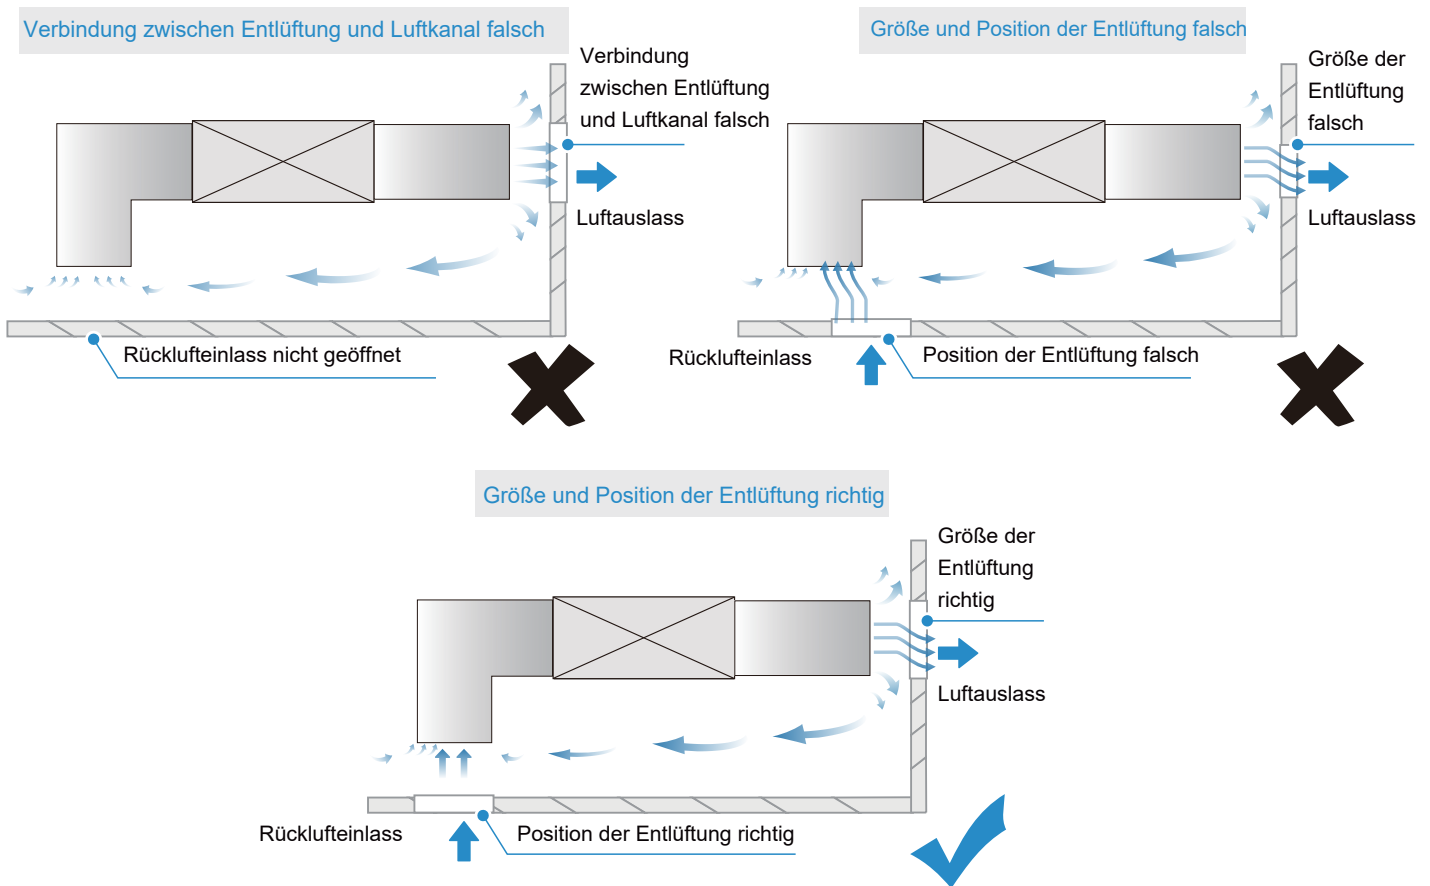 Verbindung zwischen Entlüftung und Luftkanal falsch
Verbindung
zwischen Entlüftung
und Luftkanal falsch
Luftauslass
Rücklufteinlass nicht geöffnet
Größe und Position der Entlüftung falsch
Größe der
Entlüftung
falsch
Luftauslass
Rücklufteinlass
Position der Entlüftung falsch
Größe und Position der Entlüftung richtig
Größe der
Entlüftung
richtig
Luftauslass
Rücklufteinlass
Position der Entlüftung richtig